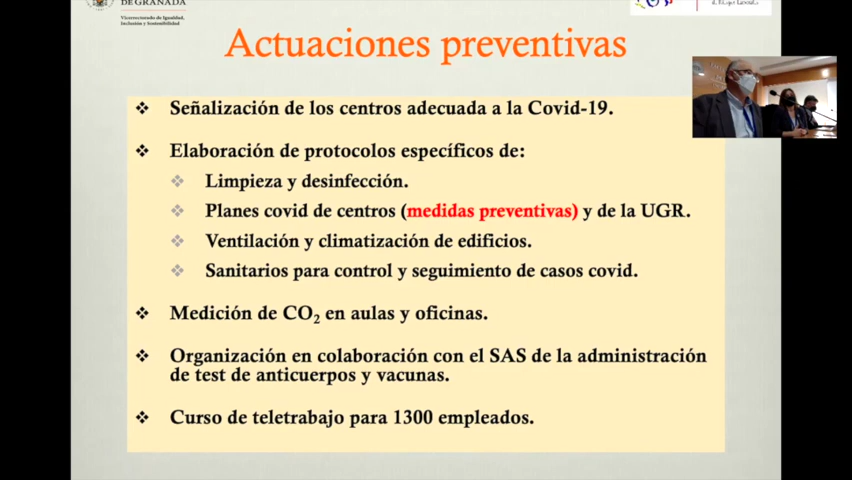 DE GRANADA
Vicerrectorado de Igualdad,
Inclusión y Sostenibilidad
Actuaciones preventivas
❖ Señalización de los centros adecuada a la Covid-19.
❖ Elaboración de protocolos específicos de:
❖ Limpieza y desinfección.
❖ Planes covid de centros (medidas preventivas) y de la UGR.
❖ Ventilación y climatización de edificios.
❖ Sanitarios para control y seguimiento de casos covid.
❖ Medición de CO₂ en aulas y oficinas.
❖ Organización en colaboración con el SAS de la administración
de test de anticuerpos y vacunas.
❖ Curso de teletrabajo para 1300 empleados.